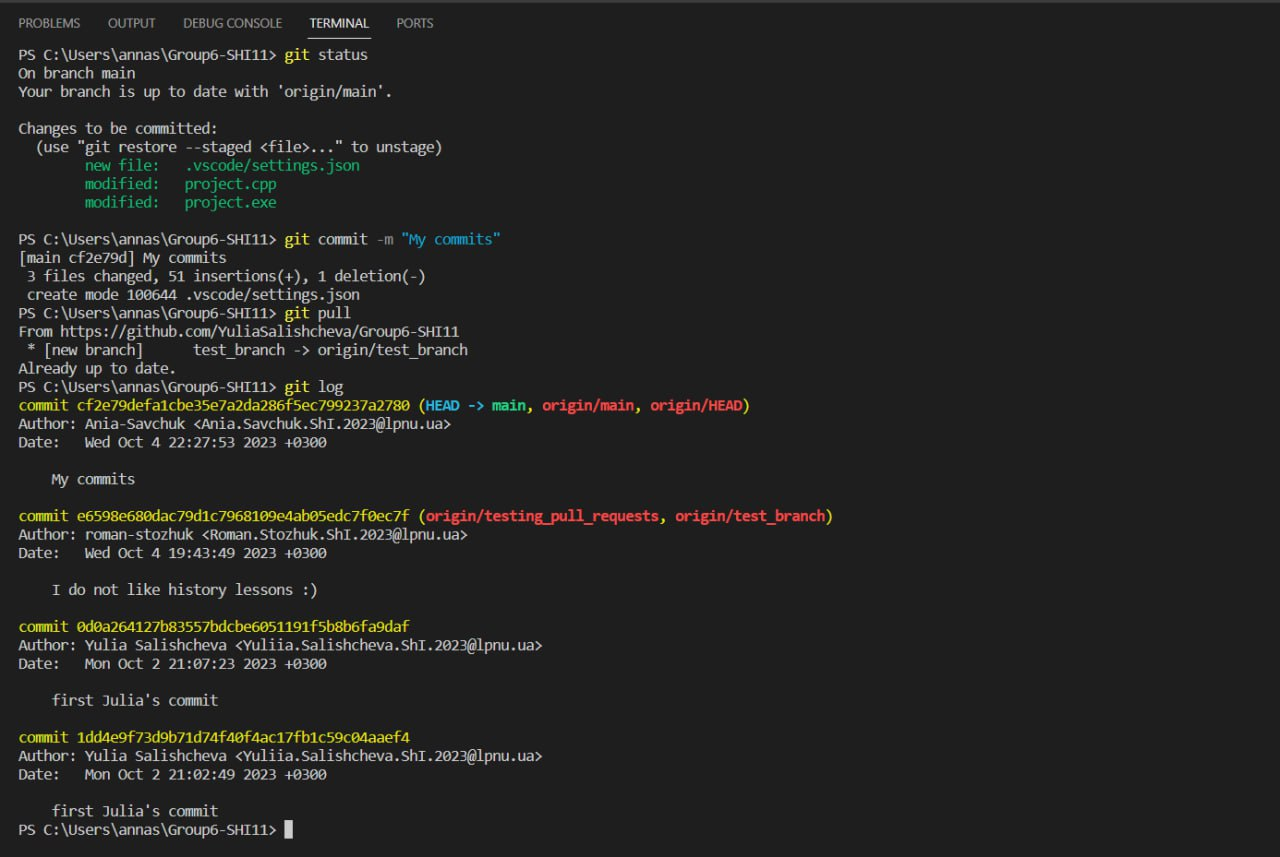 PROBLEMS OUTPUT DEBUG CONSOLE TERMINAL PORTS
PS C:\Users\annas\Group6-SHI11> git status
On branch main
Your branch is up to date with 'origin/main'.
Changes to be committed:
(use "git restore --staged <file>..." to unstage)
new file: .vscode/settings.json
modified: project.cpp
modified: project.exe
PS C:\Users\annas\Group6-SHI11> git commit -m "My commits"
[main cf2e79d] My commits
3 files changed, 51 insertions(+), 1 deletion(-)
create mode 100644 .vscode/settings.json
PS C:\Users\annas\Group6-SHI11> git pull
From https://github.com/YuliaSalishcheva/Group6-SHI11
* [new branch] test_branch -> origin/test_branch
Already up to date.
PS C:\Users\annas\Group6-SHI11> git log
commit cf2e79defa1cbe35e7a2da286f5ec799237a2780 (HEAD -> main, origin/main, origin/HEAD)
Author: Ania-Savchuk <Ania.Savchuk.ShI.2023@lpnu.ua>
Date: Wed Oct 4 22:27:53 2023 +0300
My commits
commit e6598e680dac79d1c7968109e4ab05edc7f0ec7f (origin/testing_pull_requests, origin/test_branch)
Author: roman-stozhuk <Roman.Stozhuk.ShI.2023@lpnu.ua>
Date: Wed Oct 4 19:43:49 2023 +0300
I do not like history lessons :)
commit 0d0a264127b83557bdcbe6051191f5b8b6fa9daf
Author: Yulia Salishcheva <Yuliia.Salishcheva.ShI.2023@lpnu.ua>
Date: Mon Oct 2 21:07:23 2023 +0300
first Julia's commit
commit 1dd4e9f73d9b71d74f40f4ac17fb1c59c04aaef4
Author: Yulia Salishcheva <Yuliia.Salishcheva.ShI.2023@lpnu.ua>
Date: Mon Oct 2 21:02:49 2023 +0300
first Julia's commit
PS C:\Users\annas\Group6-SHI11>